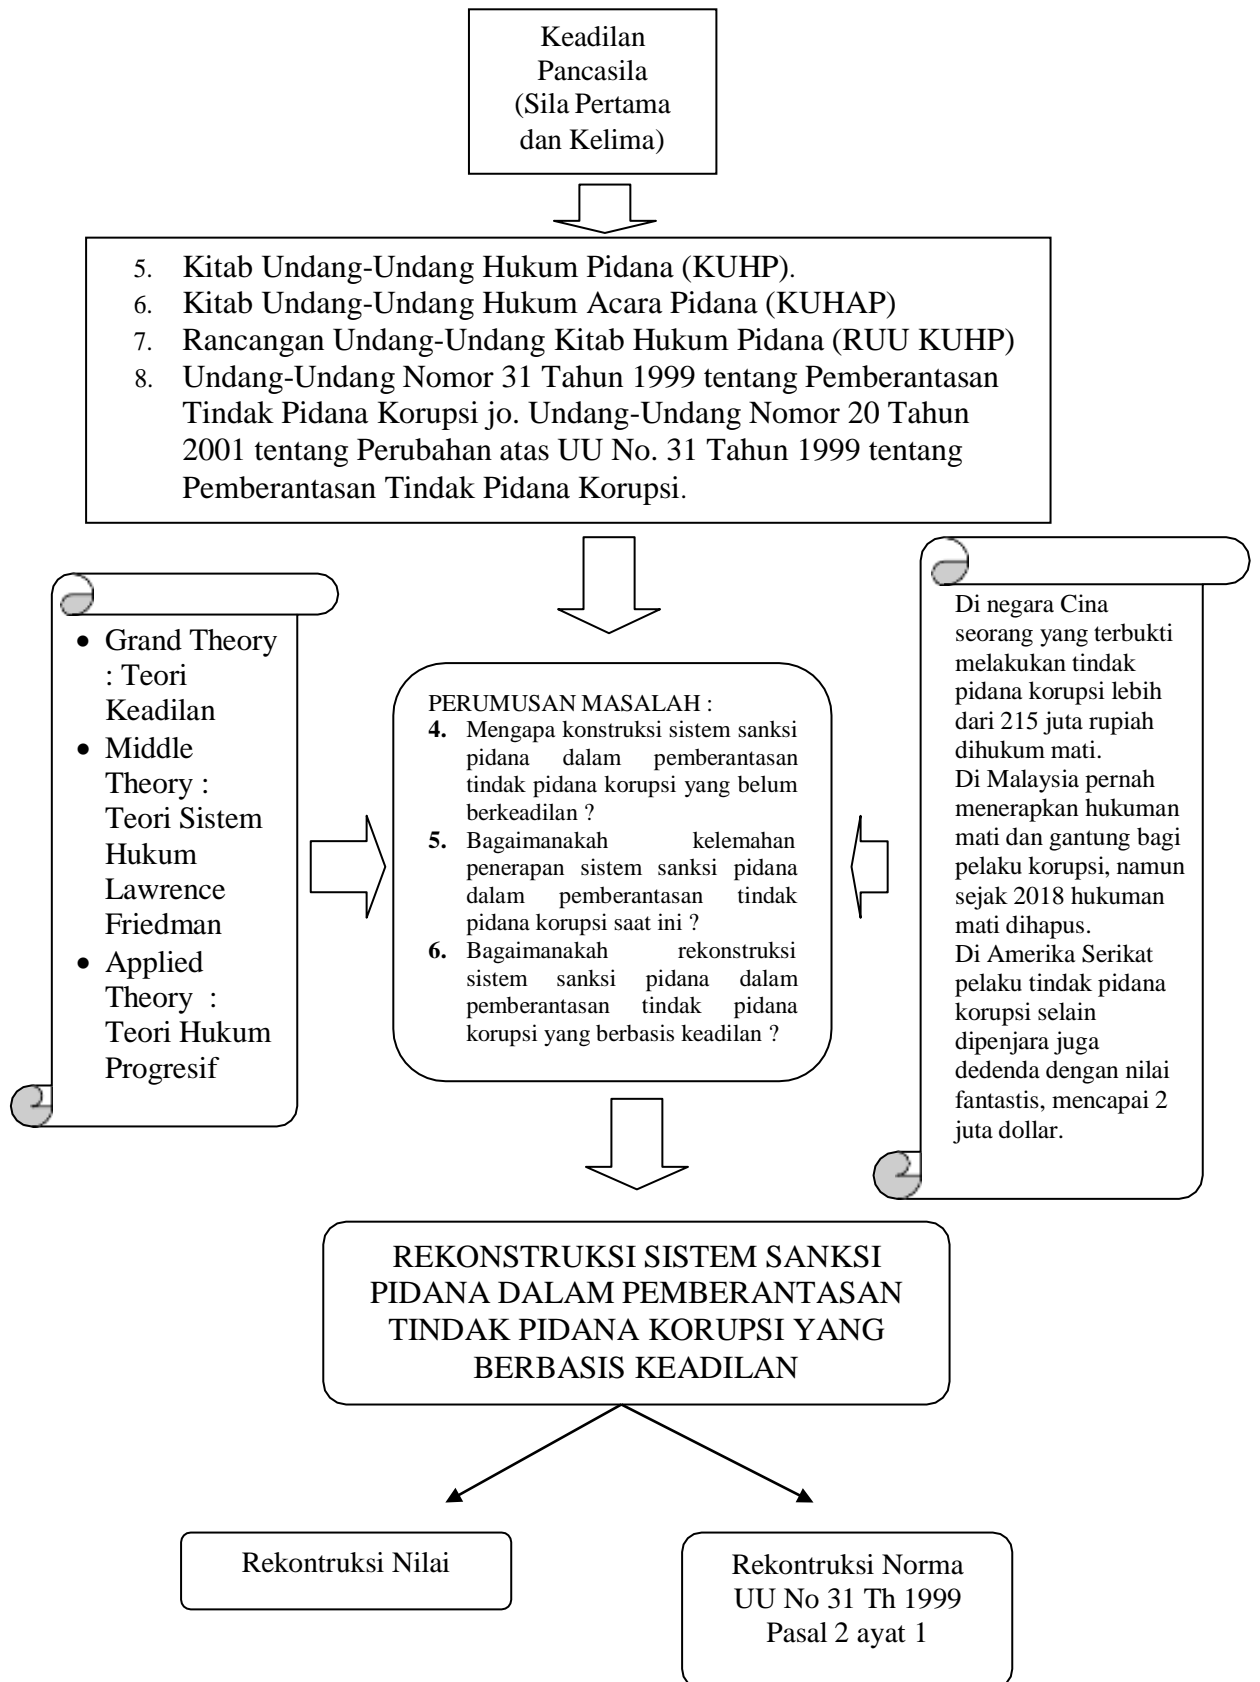 Keadilan
Pancasila
(Sila Pertama
dan Kelima)
5. Kitab Undang-Undang Hukum Pidana (KUHP).
6. Kitab Undang-Undang Hukum Acara Pidana (KUHAP)
7. Rancangan Undang-Undang Kitab Hukum Pidana (RUU KUHP)
8. Undang-Undang Nomor 31 Tahun 1999 tentang Pemberantasan
Tindak Pidana Korupsi jo. Undang-Undang Nomor 20 Tahun
2001 tentang Perubahan atas UU No. 31 Tahun 1999 tentang
Pemberantasan Tindak Pidana Korupsi.
• Grand Theory
: Teori
Keadilan
• Middle
Theory :
Teori Sistem
Hukum
Lawrence
Friedman
• Applied
Theory :
Teori Hukum
Progresif
PERUMUSAN MASALAH :
4. Mengapa konstruksi sistem sanksi
pidana dalam pemberantasan
tindak pidana korupsi yang belum
berkeadilan ?
5. Bagaimanakah kelemahan
penerapan sistem sanksi pidana
dalam pemberantasan tindak
pidana korupsi saat ini ?
6. Bagaimanakah rekonstruksi
sistem sanksi pidana dalam
pemberantasan tindak pidana
korupsi yang berbasis keadilan ?
Di negara Cina
seorang yang terbukti
melakukan tindak
pidana korupsi lebih
dari 215 juta rupiah
dihukum mati.
Di Malaysia pernah
menerapkan hukuman
mati dan gantung bagi
pelaku korupsi, namun
sejak 2018 hukuman
mati dihapus.
Di Amerika Serikat
pelaku tindak pidana
korupsi selain
dipenjara juga
dedenda dengan nilai
fantastis, mencapai 2
juta dollar.
REKONSTRUKSI SISTEM SANKSI
PIDANA DALAM PEMBERANTASAN
TINDAK PIDANA KORUPSI YANG
BERBASIS KEADILAN
Rekontruksi Nilai
Rekontruksi Norma
UU No 31 Th 1999
Pasal 2 ayat 1